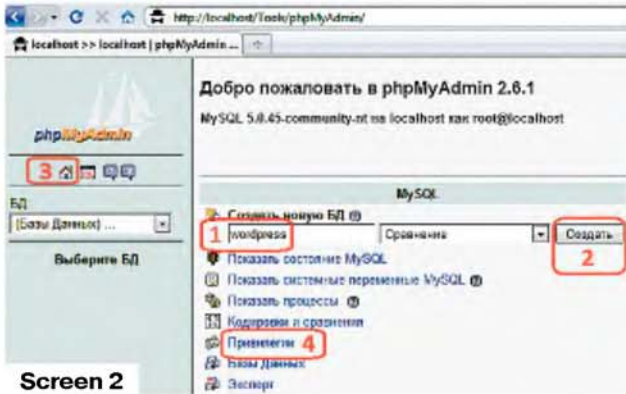 http://localhost/Tools/phpMyAdmin/
localhost >> localhost | phpMyAdmin ...
phpMyAdmin
3
БД
(Базы Данных) ...
Выберите БД
Добро пожаловать в phpMyAdmin 2.6.1
MySQL 5.0.45-community-nt на localhost как root@localhost
MySQL
Создать новую БД
1 wordpress Сравнение Создать
2
Показать состояние MySQL
Показать системные переменные MySQL
Показать процессы
Кодировки и сравнения
Привилегии 4
Базы Данных
Экспорт
Screen 2